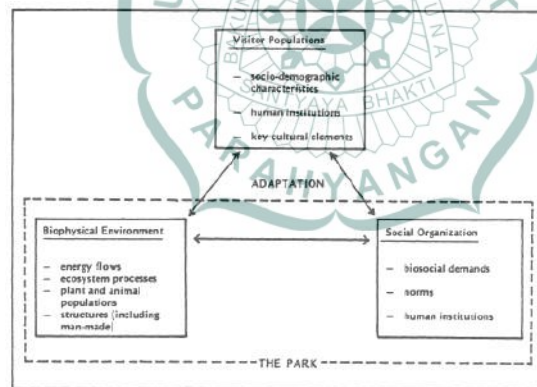 Visitor Populations
– socio-demographic
characteristics
– human institutions
– key cultural elements
SANTYAYA BHAKTI
PARAHYANGAN
ADAPTATION
Biophysical Environment
– energy flows
– ecosystem processes
– plant and animal
populations
– structures (including
man-made)
Social Organization
– biosocial demands
– norms
– human institutions
THE PARK